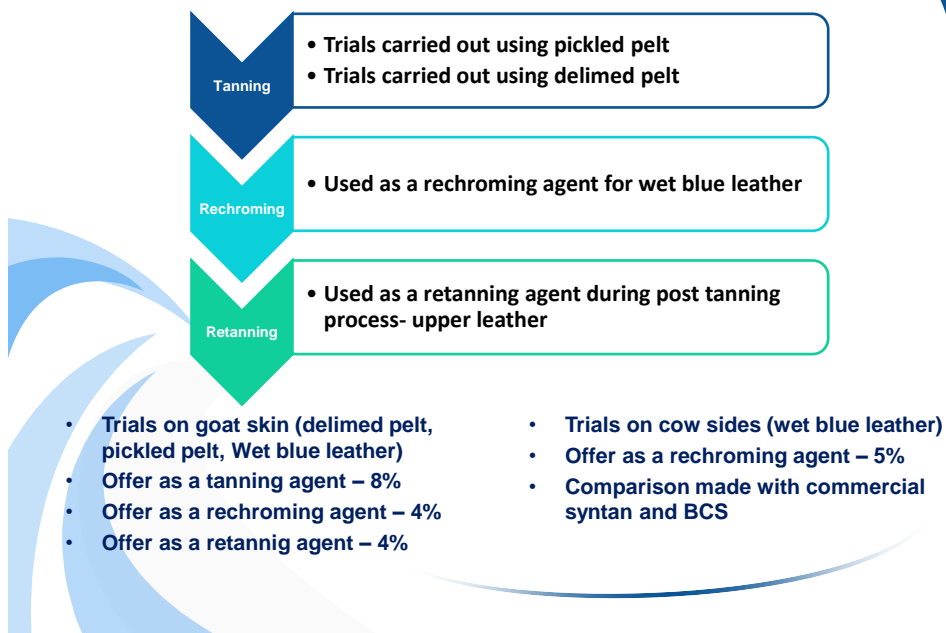 Tanning
• Trials carried out using pickled pelt
• Trials carried out using delimed pelt
Rechroming
• Used as a rechroming agent for wet blue leather
Retanning
• Used as a retanning agent during post tanning
process- upper leather
• Trials on goat skin (delimed pelt,
pickled pelt, Wet blue leather)
• Offer as a tanning agent – 8%
• Offer as a rechroming agent – 4%
• Offer as a retannig agent – 4%
• Trials on cow sides (wet blue leather)
• Offer as a rechroming agent – 5%
• Comparison made with commercial
syntan and BCS